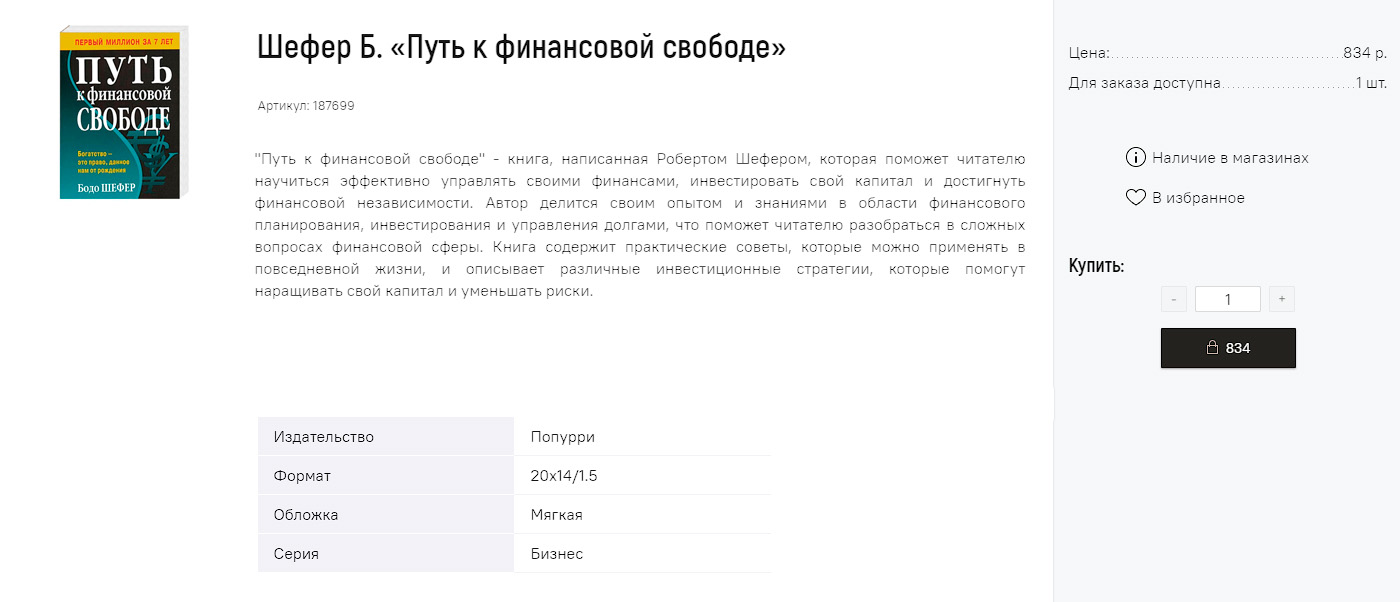 ПЕРВЫЙ МИЛЛИОН ЗА 7 ЛЕТ
ПУТЬ
к финансовой
СВОБОДЕ
Богатство –
это право, данное
нам от рождения
Бодо ШЕФЕР
Шефер Б. «Путь к финансовой свободе»
Артикул: 187699
"Путь к финансовой свободе" - книга, написанная Робертом Шефером, которая поможет читателю
научиться эффективно управлять своими финансами, инвестировать свой капитал и достигнуть
финансовой независимости. Автор делится своим опытом и знаниями в области финансового
планирования, инвестирования и управления долгами, что поможет читателю разобраться в сложных
вопросах финансовой сферы. Книга содержит практические советы, которые можно применять в
повседневной жизни, и описывает различные инвестиционные стратегии, которые помогут
наращивать свой капитал и уменьшать риски.
Издательство Попурри
Формат 20x14/1.5
Обложка Мягкая
Серия Бизнес
Цена: 834 р.
Для заказа доступна 1 шт.
Наличие в магазинах
В избранное
Купить:
- 1 +
834